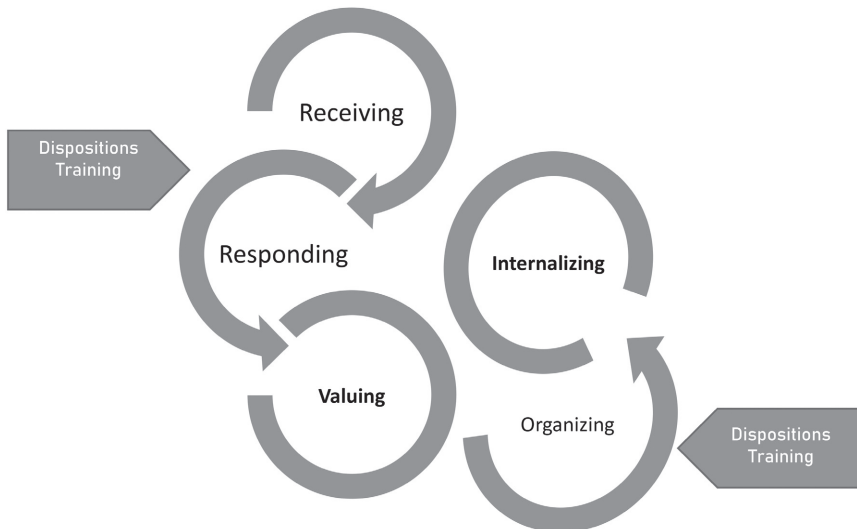 Receiving
Dispositions
Training
Responding
Internalizing
Valuing
Organizing
Dispositions
Training